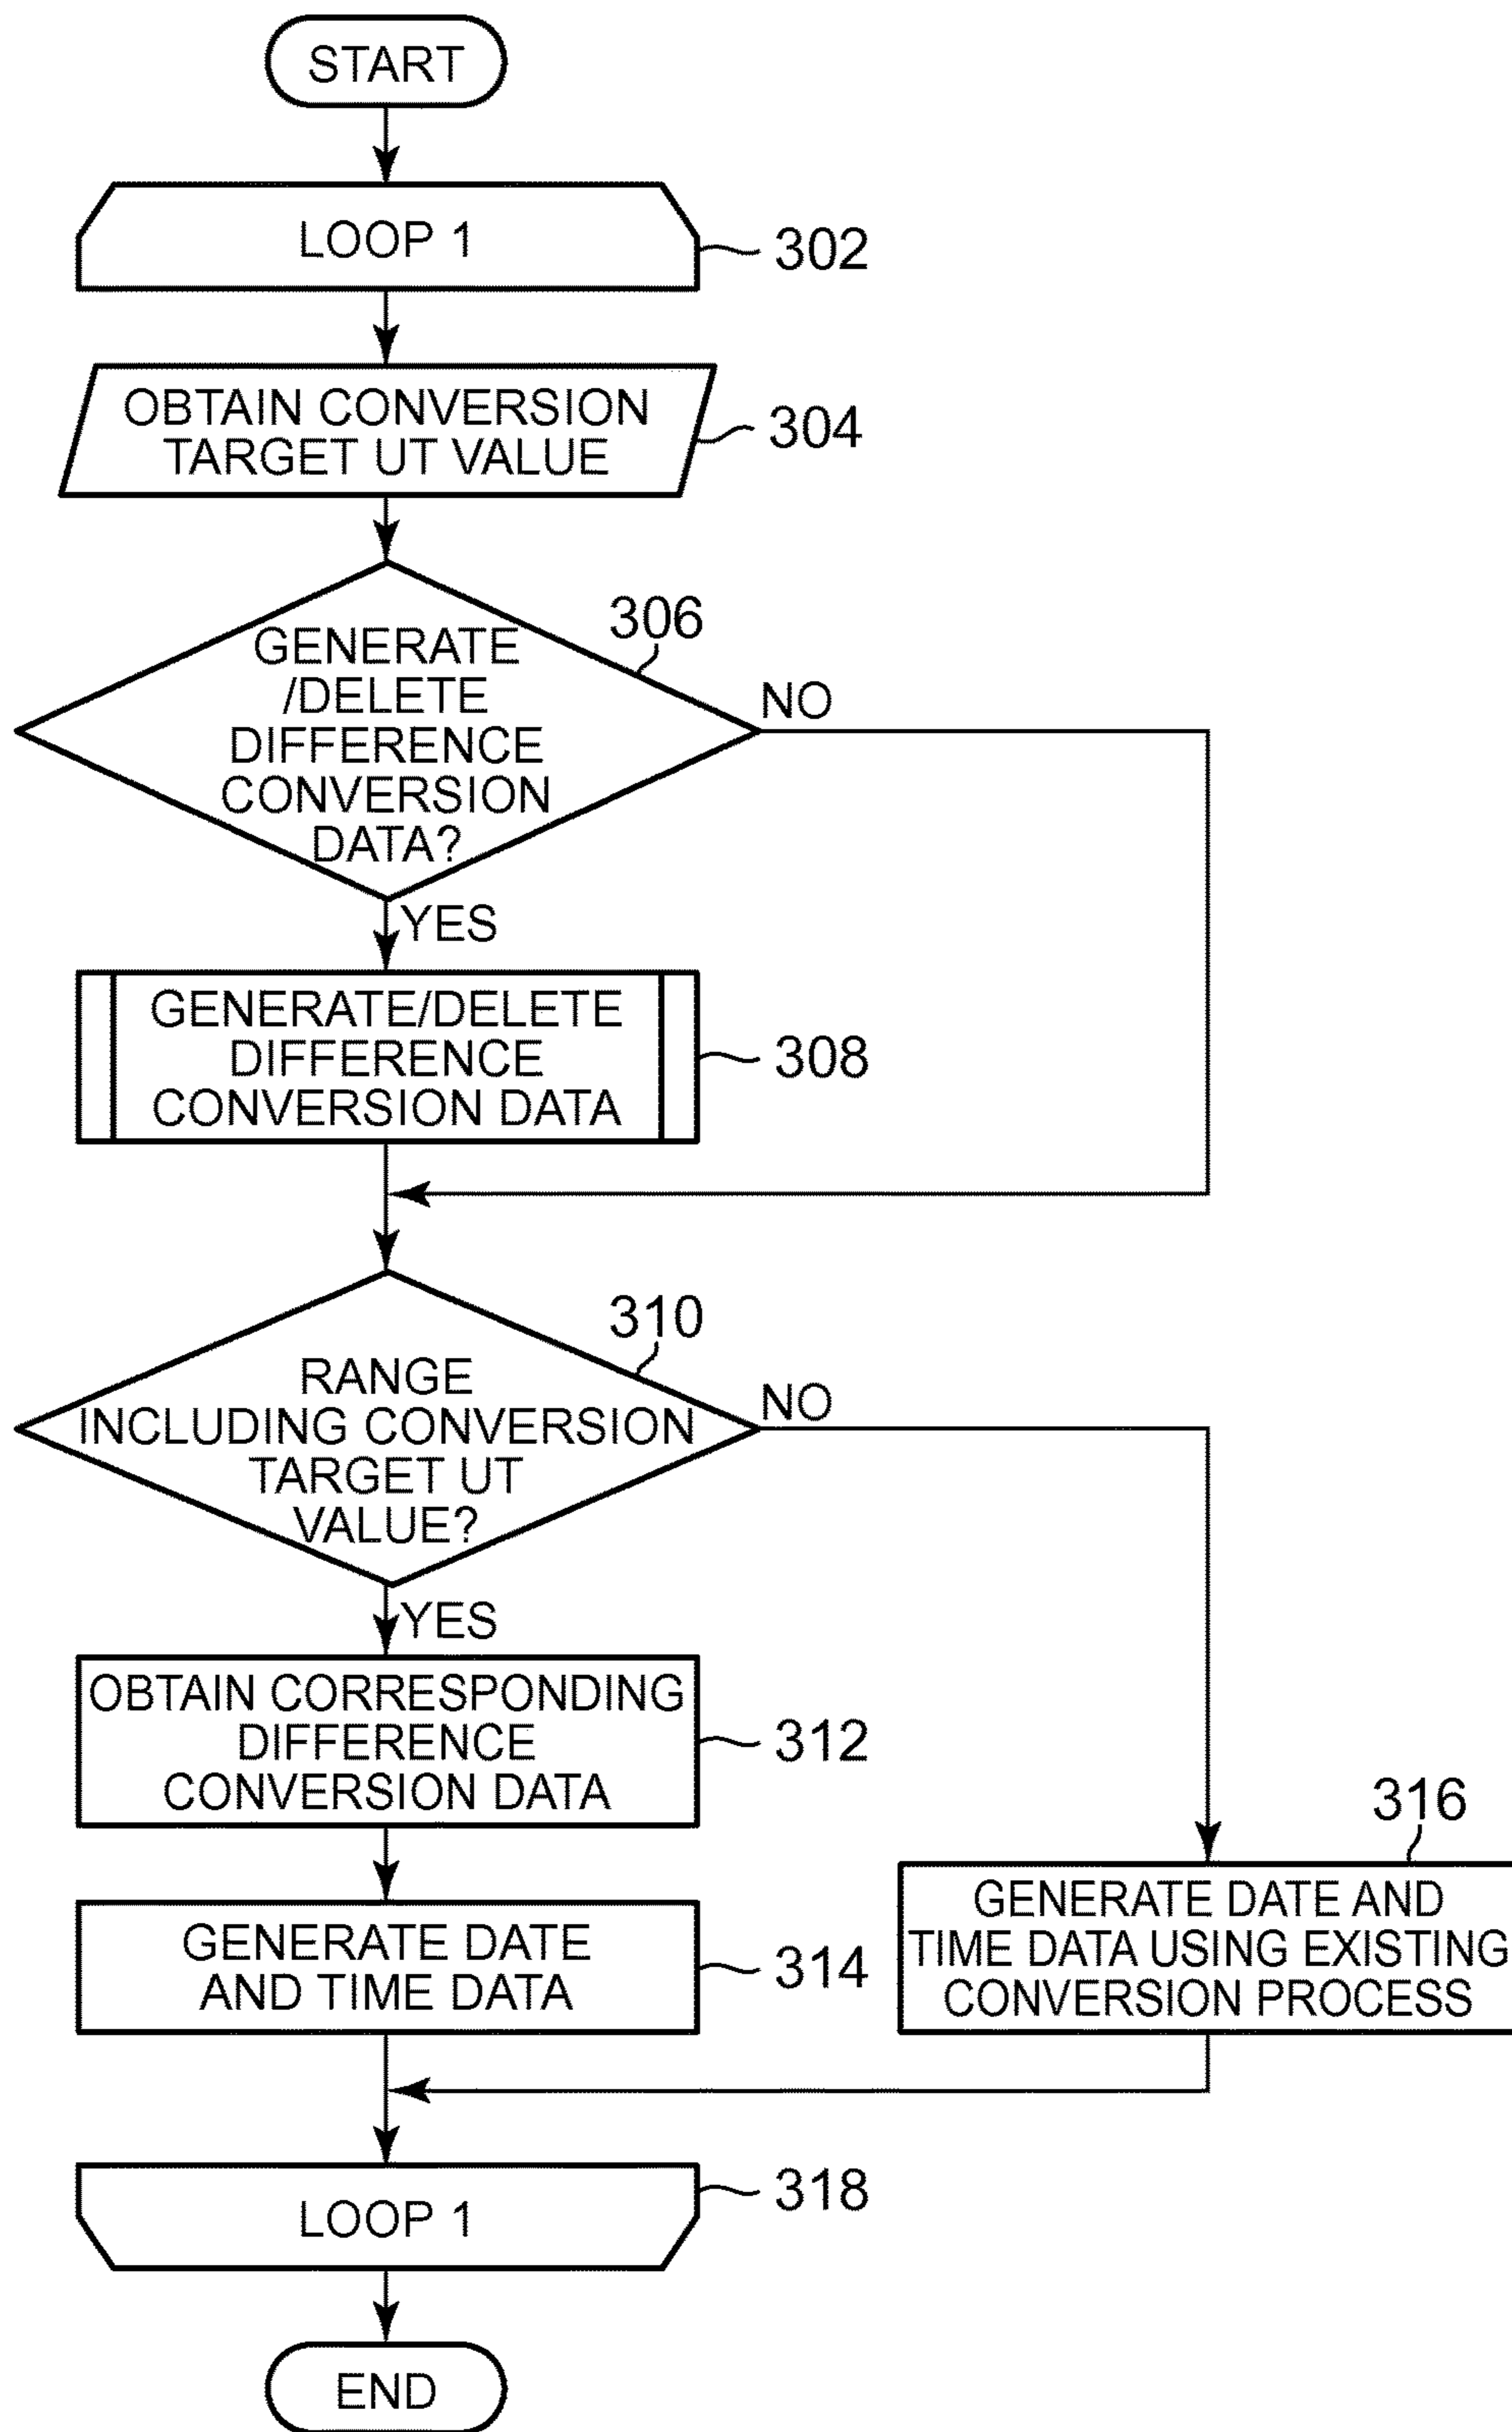 START
LOOP 1
302
OBTAIN CONVERSION
TARGET UT VALUE
304
306
GENERATE
/DELETE
DIFFERENCE
CONVERSION
DATA?
NO
YES
GENERATE/DELETE
DIFFERENCE
CONVERSION DATA
308
310
RANGE
INCLUDING CONVERSION
TARGET UT
VALUE?
NO
YES
OBTAIN CORRESPONDING
DIFFERENCE
CONVERSION DATA
312
316
GENERATE DATE AND
TIME DATA USING EXISTING
CONVERSION PROCESS
GENERATE DATE
AND TIME DATA
314
LOOP 1
318
END